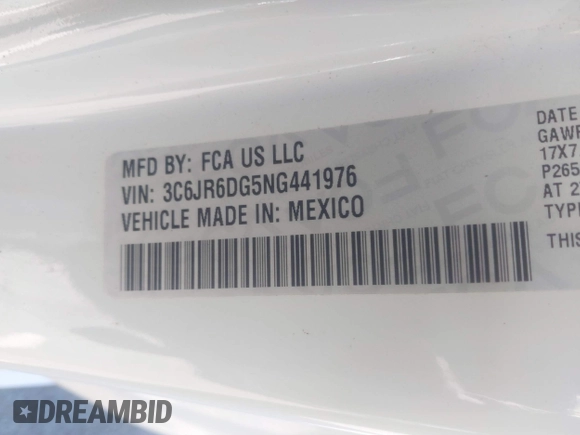 MFD BY: FCA US LLC
VIN: 3C6JR6DG5NG441976
VEHICLE MADE IN: MEXICO
DATE
GAWR
17X7
P265
AT 2
TYPE
THIS
DREAMBID